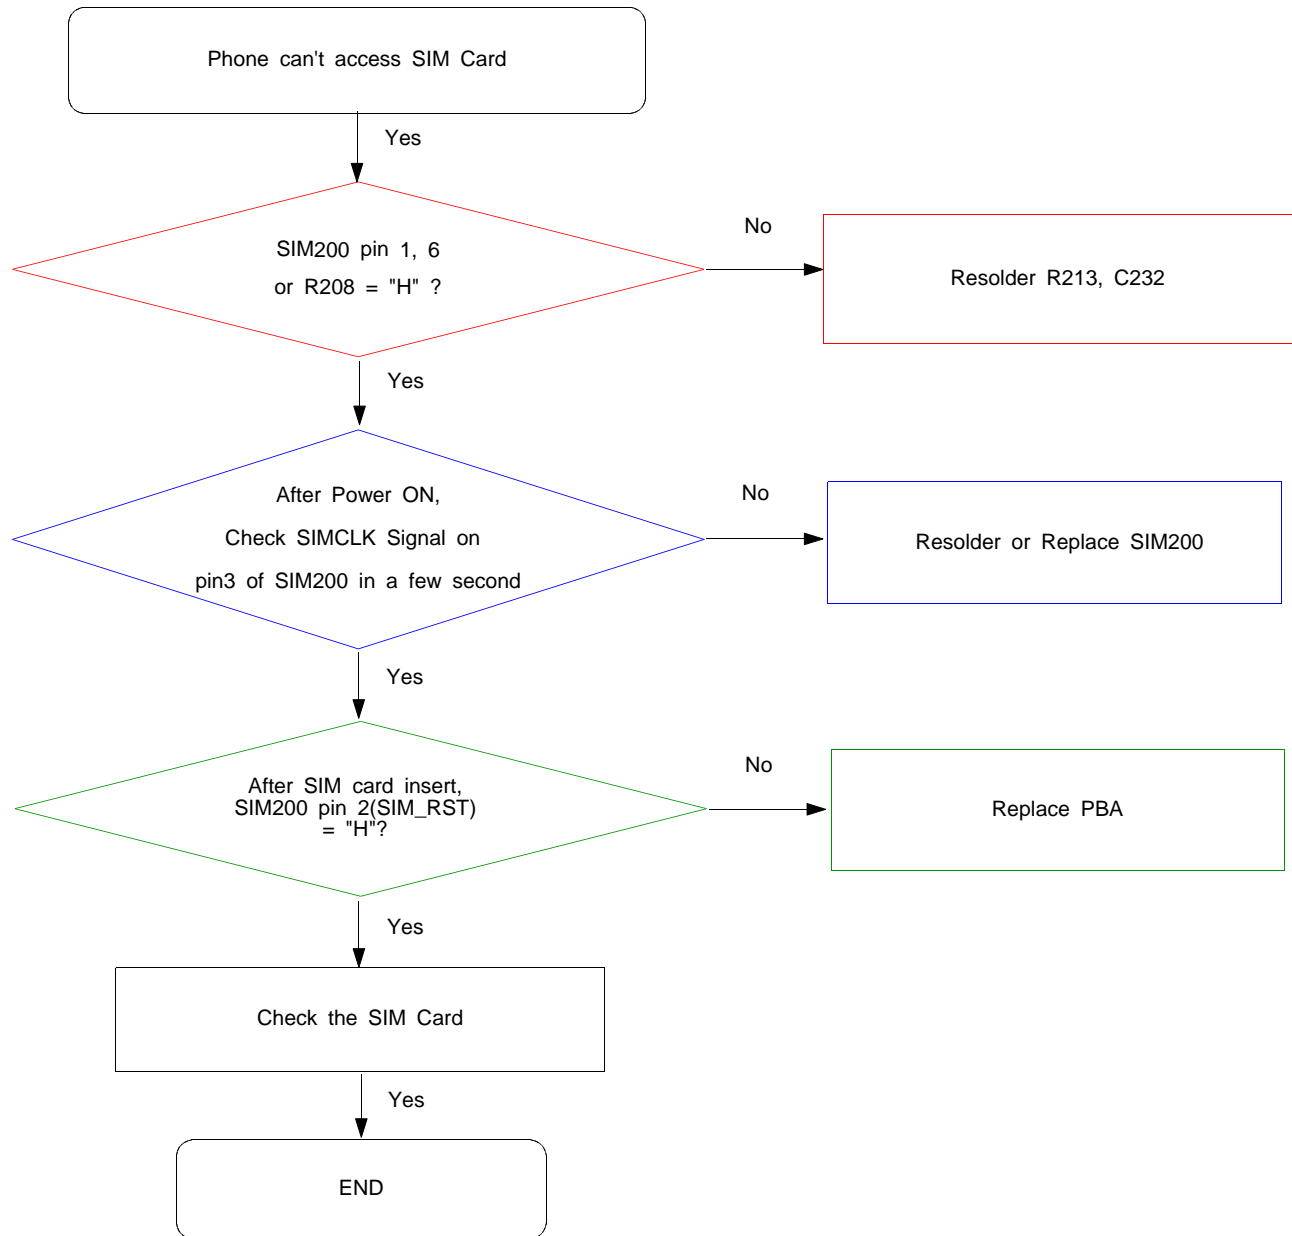 Phone can't access SIM Card
Yes
SIM200 pin 1, 6
or R208 = "H" ?
No
Resolder R213, C232
Yes
After Power ON,
Check SIMCLK Signal on
pin3 of SIM200 in a few second
No
Resolder or Replace SIM200
Yes
After SIM card insert,
SIM200 pin 2(SIM_RST)
= "H"?
No
Replace PBA
Yes
Check the SIM Card
Yes
END